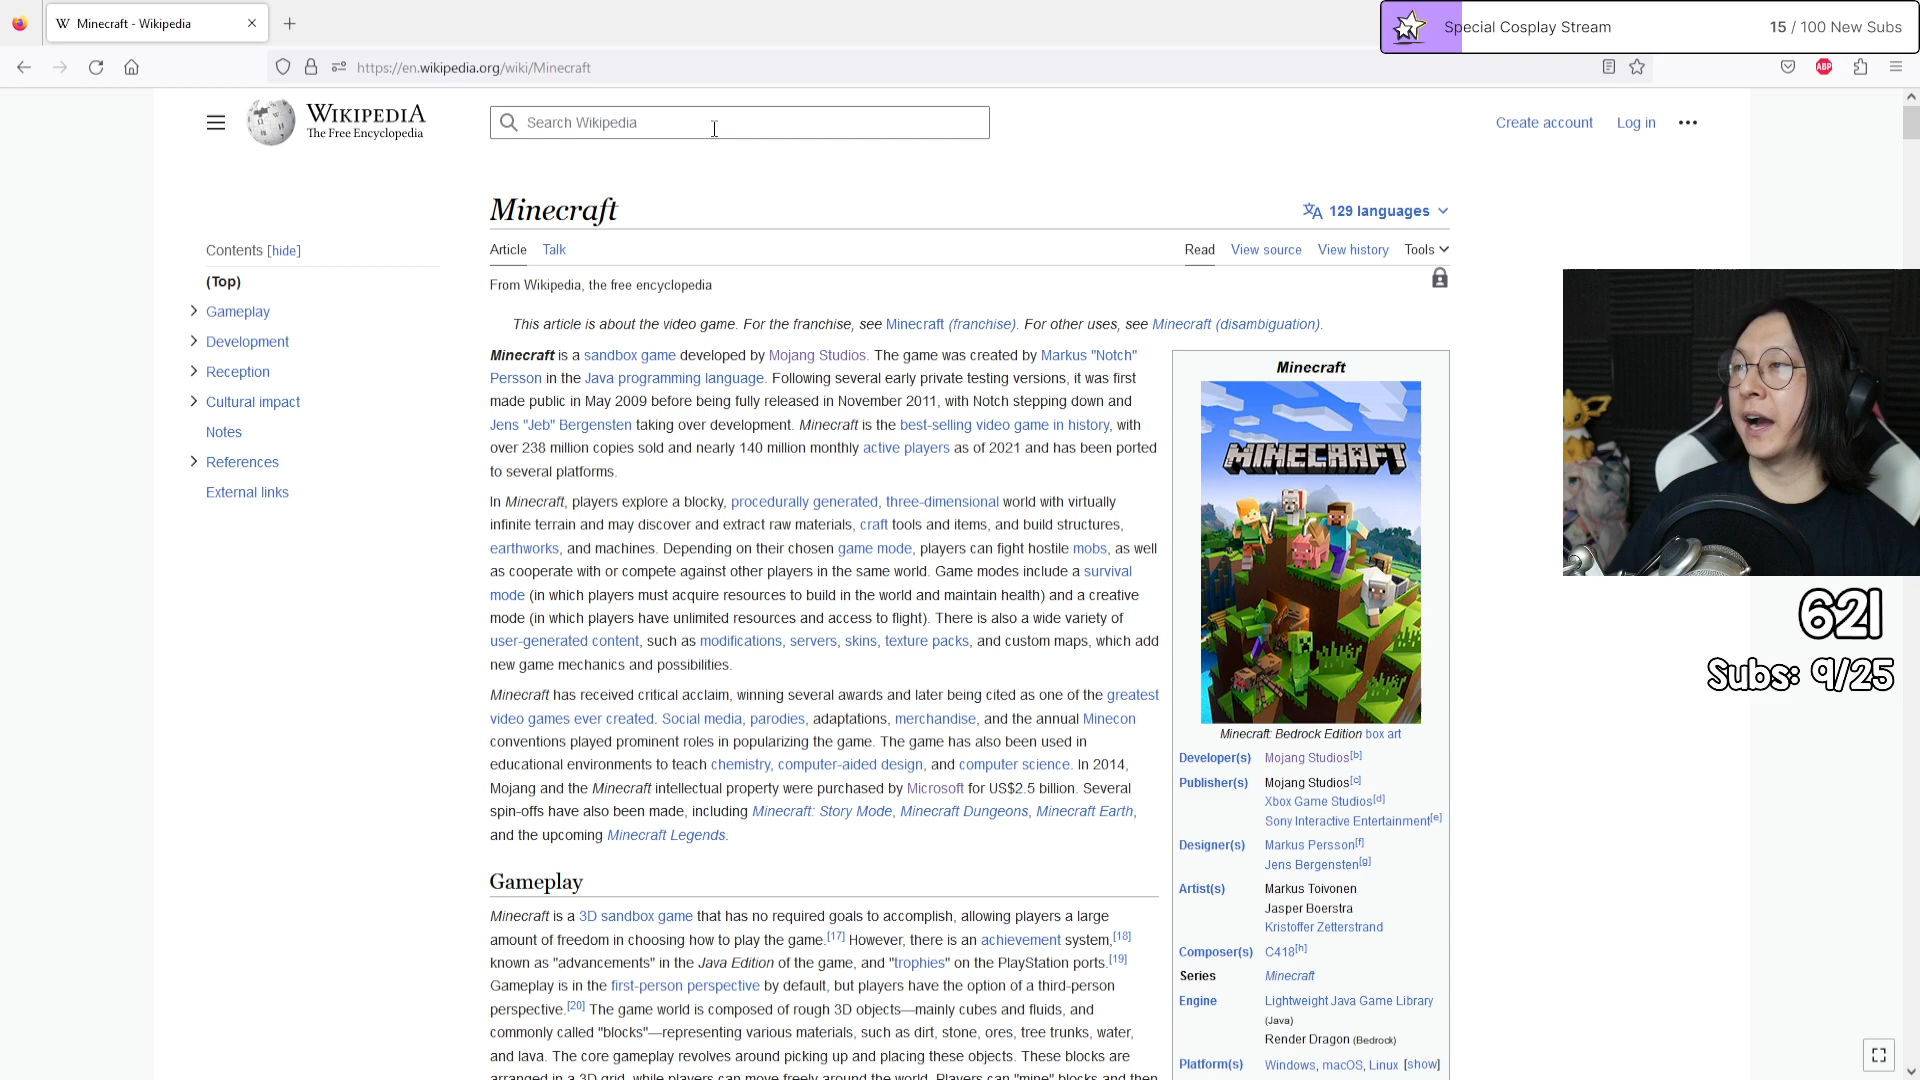 Minecraft - Wikipedia
Special Cosplay Stream
15 / 100 New Subs
https://en.wikipedia.org/wiki/Minecraft
ABP
WIKIPEDIA
The Free Encyclopedia
Search Wikipedia
Create account
Log in
Minecraft
129 languages
Contents [hide]
(Top)
Gameplay
Development
Reception
Cultural impact
Notes
References
External links
Article
Talk
Read
View source
View history
Tools
From Wikipedia, the free encyclopedia
This article is about the video game. For the franchise, see Minecraft (franchise). For other uses, see Minecraft (disambiguation).
Minecraft is a sandbox game developed by Mojang Studios. The game was created by Markus "Notch"
Persson in the Java programming language. Following several early private testing versions, it was first
made public in May 2009 before being fully released in November 2011, with Notch stepping down and
Jens "Jeb" Bergensten taking over development. Minecraft is the best-selling video game in history, with
over 238 million copies sold and nearly 140 million monthly active players as of 2021 and has been ported
to several platforms.
In Minecraft, players explore a blocky, procedurally generated, three-dimensional world with virtually
infinite terrain and may discover and extract raw materials, craft tools and items, and build structures,
earthworks, and machines. Depending on their chosen game mode, players can fight hostile mobs, as well
as cooperate with or compete against other players in the same world. Game modes include a survival
mode (in which players must acquire resources to build in the world and maintain health) and a creative
mode (in which players have unlimited resources and access to flight). There is also a wide variety of
user-generated content, such as modifications, servers, skins, texture packs, and custom maps, which add
new game mechanics and possibilities.
Minecraft has received critical acclaim, winning several awards and later being cited as one of the greatest
video games ever created. Social media, parodies, adaptations, merchandise, and the annual Minecon
conventions played prominent roles in popularizing the game. The game has also been used in
educational environments to teach chemistry, computer-aided design, and computer science. In 2014,
Mojang and the Minecraft intellectual property were purchased by Microsoft for US$2.5 billion. Several
spin-offs have also been made, including Minecraft: Story Mode, Minecraft Dungeons, Minecraft Earth,
and the upcoming Minecraft Legends.
Gameplay
Minecraft is a 3D sandbox game that has no required goals to accomplish, allowing players a large
amount of freedom in choosing how to play the game.[17] However, there is an achievement system,[18]
known as "advancements" in the Java Edition of the game, and "trophies" on the PlayStation ports.[19]
Gameplay is in the first-person perspective by default, but players have the option of a third-person
perspective.[20] The game world is composed of rough 3D objects—mainly cubes and fluids, and
commonly called "blocks"—representing various materials, such as dirt, stone, ores, tree trunks, water,
and lava. The core gameplay revolves around picking up and placing these objects. These blocks are
arranged in a 3D grid, while players can move freely around the world. Players can "mine" blocks and then
Minecraft
MINECRAFT
Minecraft: Bedrock Edition box art
Developer(s) Mojang Studios[b]
Publisher(s) Mojang Studios[c]
Xbox Game Studios[d]
Sony Interactive Entertainment[e]
Designer(s) Markus Persson[f]
Jens Bergensten[g]
Artist(s) Markus Toivonen
Jasper Boerstra
Kristoffer Zetterstrand
Composer(s) C418[h]
Series Minecraft
Engine Lightweight Java Game Library
(Java)
Render Dragon (Bedrock)
Platform(s) Windows, macOS, Linux [show]
621
Subs: 9/25